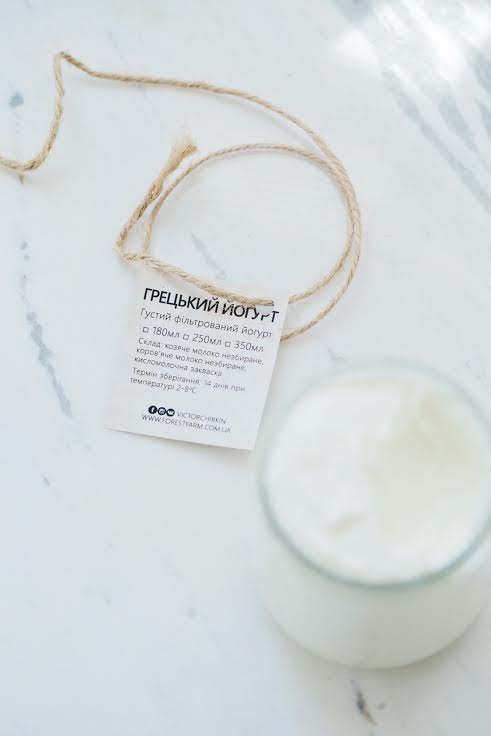 ГРЕЦЬКИЙ ЙОГУРТ
Густий фільтрований йогурт
□ 180мл □ 250мл □ 350мл
Склад: козяче молоко незбиране,
коров'яче молоко незбиране,
кисломолочна закваска.
Термін зберігання: 14 днів при
температурі 2-8°С
VICTORCHIRKIN
WWW.FORESTFARM.COM.UA